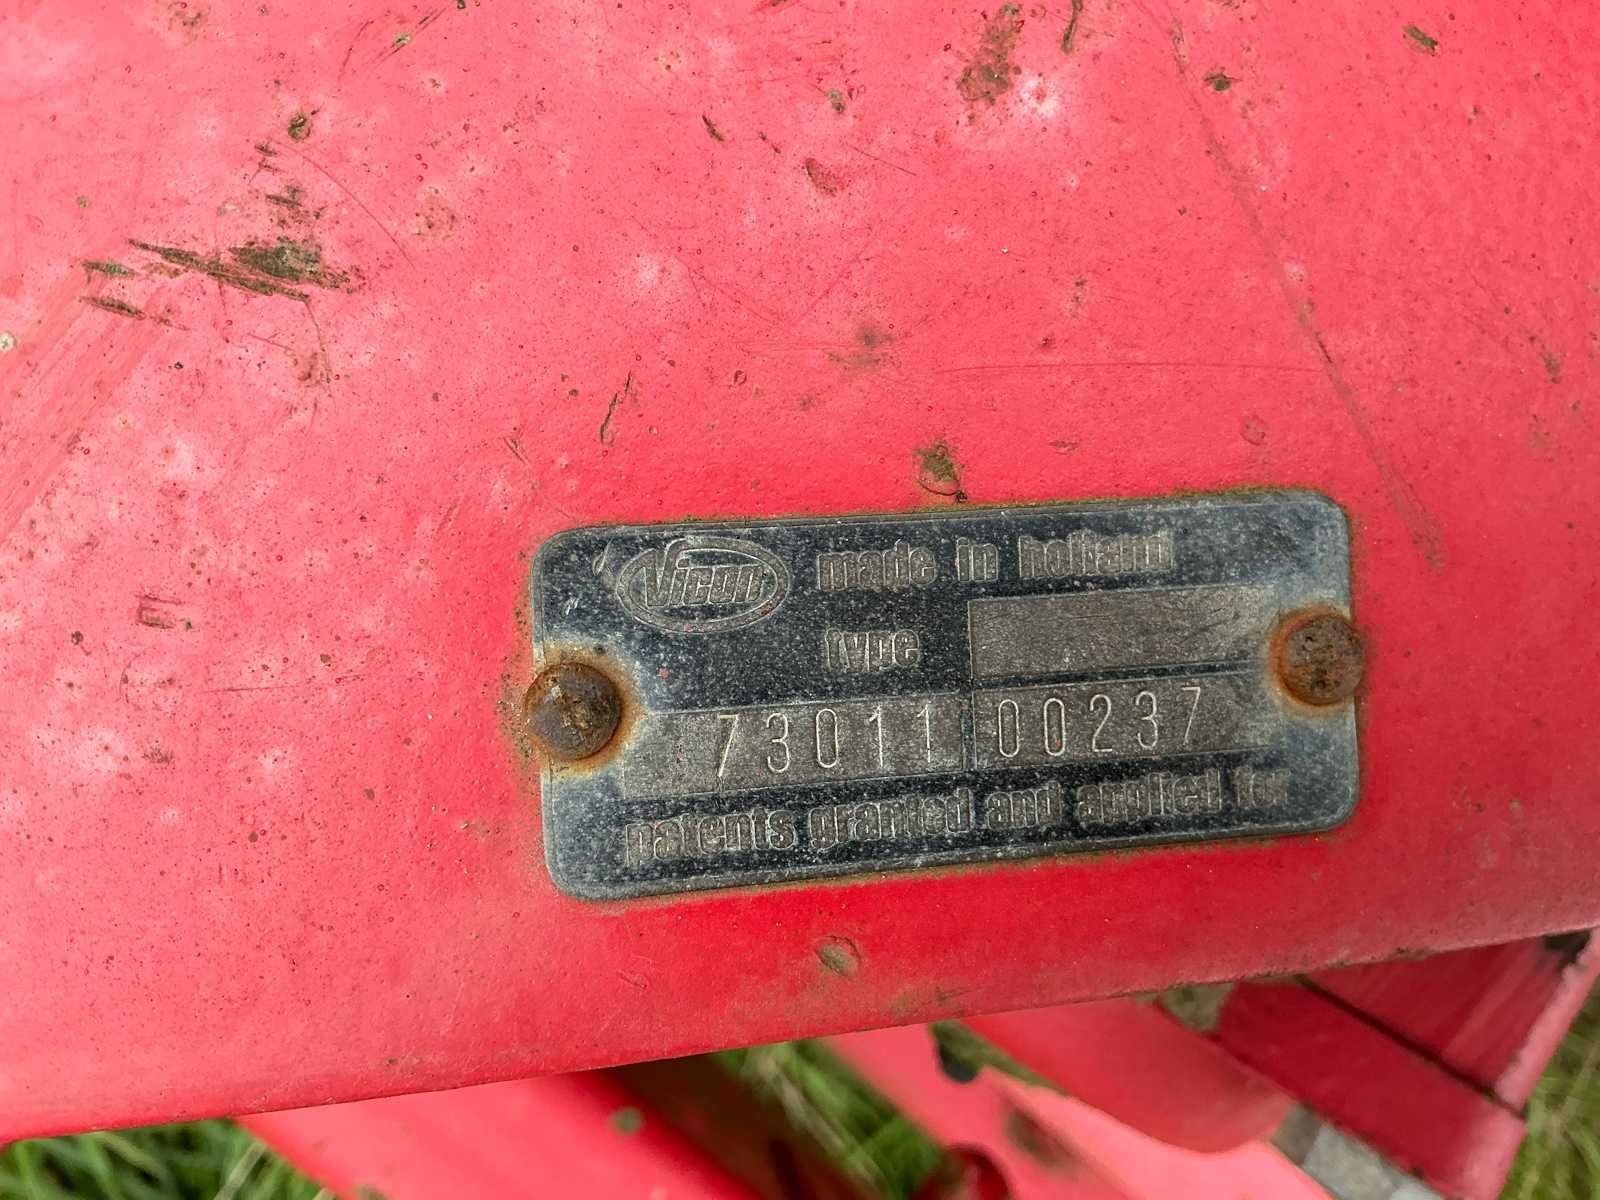 Vicon made in holland
type
73011 00237
patents granted and applied for